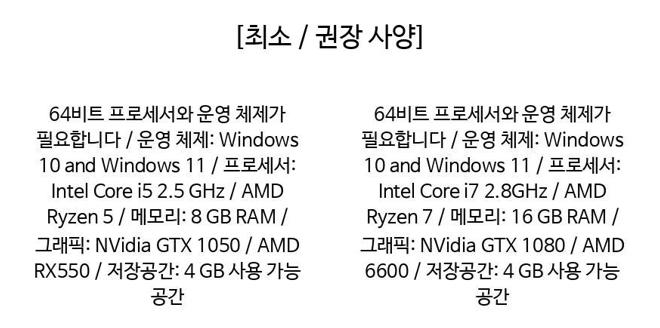 [최소 / 권장 사양]
64비트 프로세서와 운영 체제가
필요합니다 / 운영 체제: Windows
10 and Windows 11 / 프로세서:
Intel Core i5 2.5 GHz / AMD
Ryzen 5 / 메모리: 8 GB RAM /
그래픽: NVidia GTX 1050 / AMD
RX550 / 저장공간: 4 GB 사용 가능
공간
64비트 프로세서와 운영 체제가
필요합니다 / 운영 체제: Windows
10 and Windows 11 / 프로세서:
Intel Core i7 2.8GHz / AMD
Ryzen 7 / 메모리: 16 GB RAM /
그래픽: NVidia GTX 1080 / AMD
6600 / 저장공간: 4 GB 사용 가능
공간